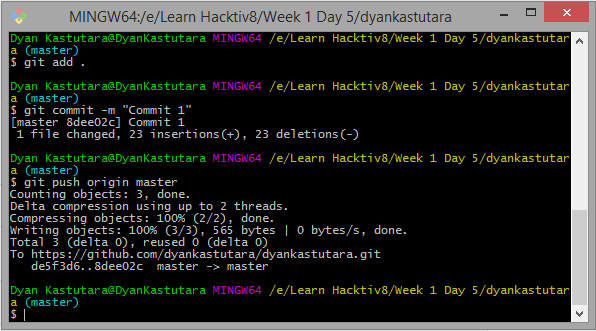 MINGW64:/e/Learn Hacktiv8/Week 1 Day 5/dyankastutara
Dyan Kastutara@DyanKastutara MINGW64 /e/Learn Hacktiv8/Week 1 Day 5/dyankastutar
a (master)
$ git add .
Dyan Kastutara@DyanKastutara MINGW64 /e/Learn Hacktiv8/Week 1 Day 5/dyankastutar
a (master)
$ git commit -m "Commit 1"
[master 8dee02c] Commit 1
 1 file changed, 23 insertions(+), 23 deletions(-)
Dyan Kastutara@DyanKastutara MINGW64 /e/Learn Hacktiv8/Week 1 Day 5/dyankastutar
a (master)
$ git push origin master
Counting objects: 3, done.
Delta compression using up to 2 threads.
Compressing objects: 100% (2/2), done.
Writing objects: 100% (3/3), 565 bytes | 0 bytes/s, done.
Total 3 (delta 0), reused 0 (delta 0)
To https://github.com/dyankastutara/dyankastutara.git
   de5f3d6..8dee02c  master -> master
Dyan Kastutara@DyanKastutara MINGW64 /e/Learn Hacktiv8/Week 1 Day 5/dyankastutar
a (master)
$